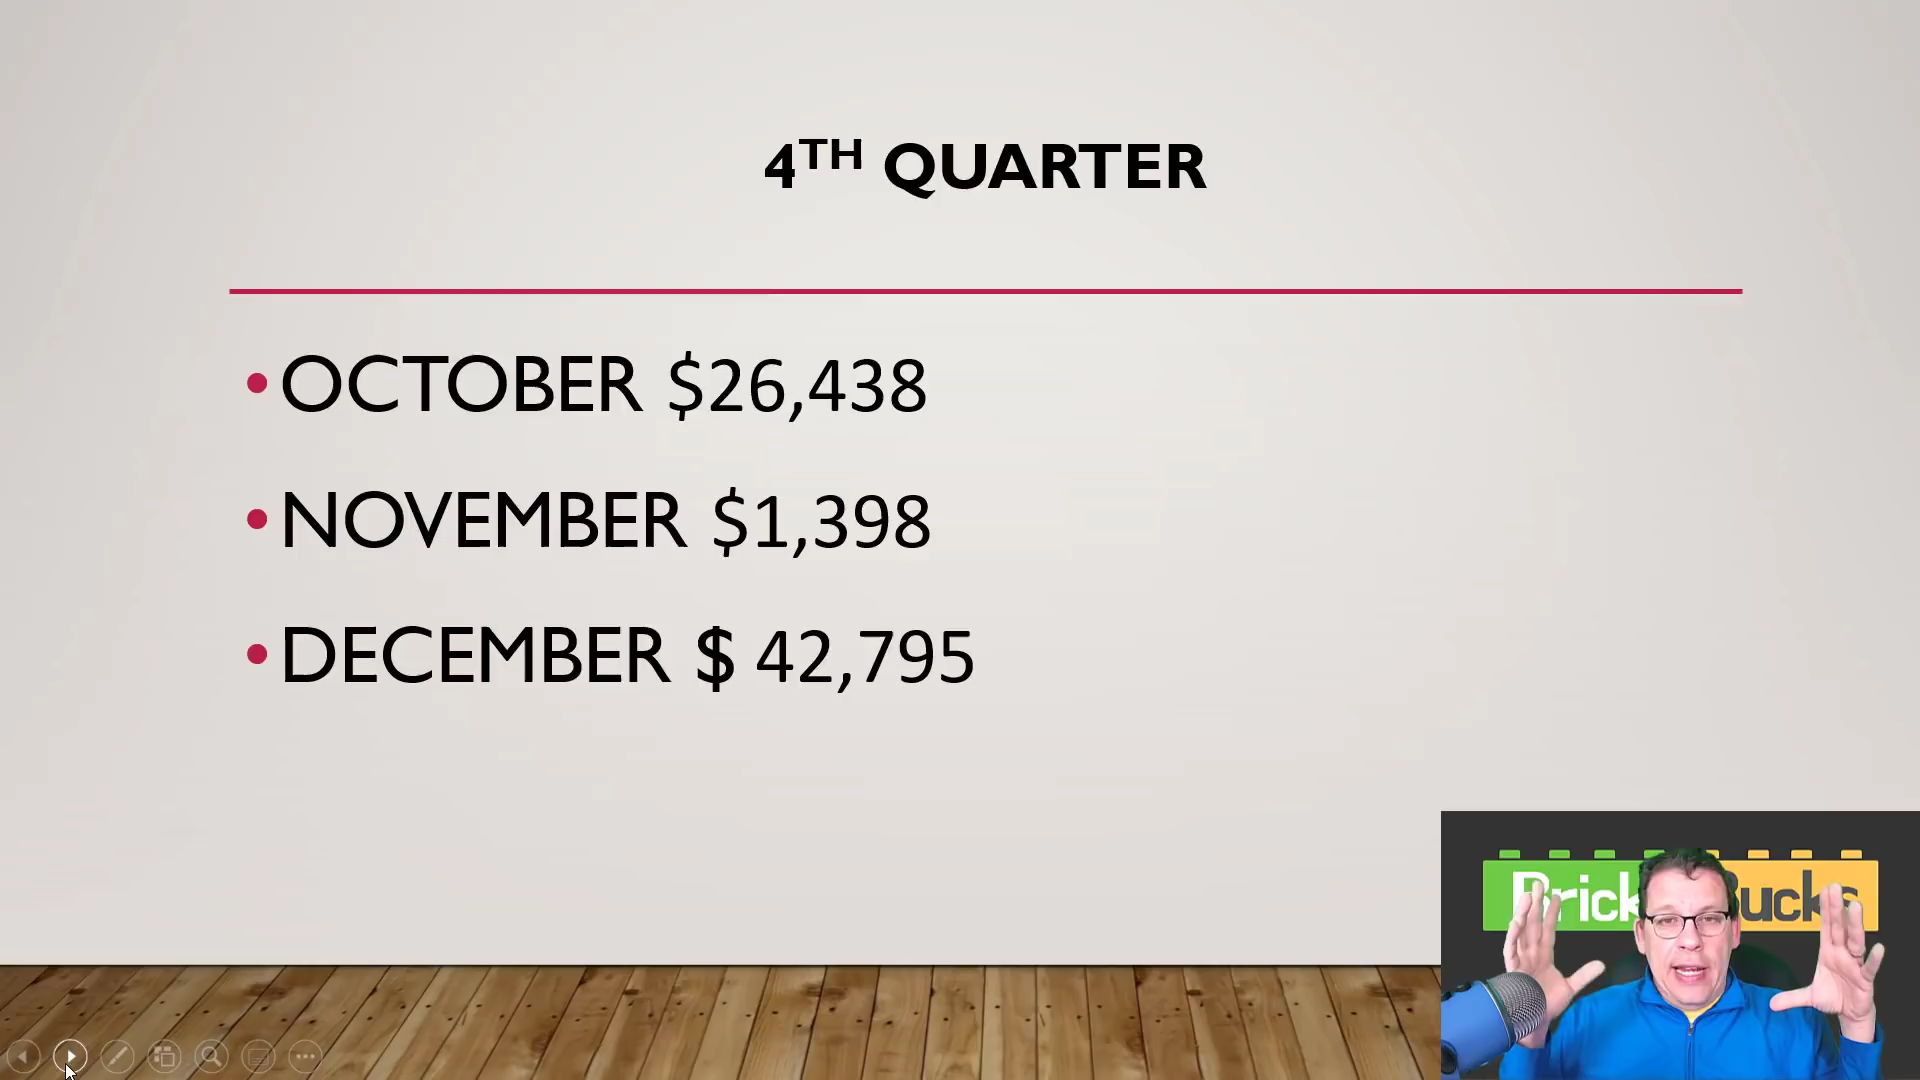 4TH QUARTER
• OCTOBER $26,438
• NOVEMBER $1,398
• DECEMBER $ 42,795